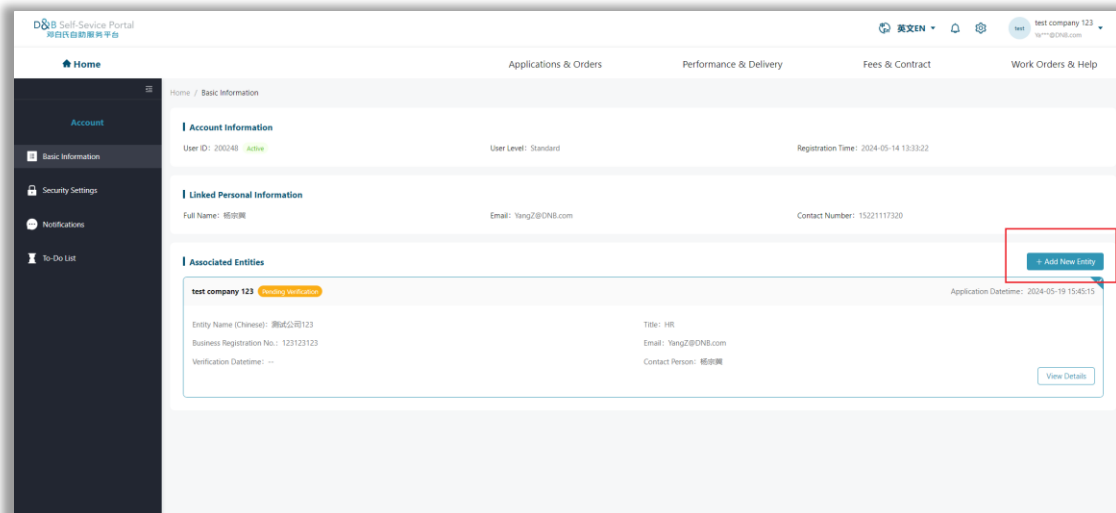 D&B Self-Sevice Portal
邓白氏自助服务平台
英文EN
test
test company 123
Ya***@DNB.com
Home
Applications & Orders
Performance & Delivery
Fees & Contract
Work Orders & Help
Account
Basic Information
Security Settings
Notifications
To-Do List
Home / Basic Information
Account Information
User ID: 200248 Active
User Level: Standard
Registration Time: 2024-05-14 13:33:22
Linked Personal Information
Full Name: 杨宗
Email: YangZ@DNB.com
Contact Number: 15221117320
Associated Entities
+ Add New Entity
test company 123 Pending Verification
Application Datetime: 2024-05-19 15:45:15
Entity Name (Chinese): 测试公司123
Title: HR
Business Registration No.: 123123123
Email: YangZ@DNB.com
Verification Datetime: --
Contact Person: 杨宗
View Details